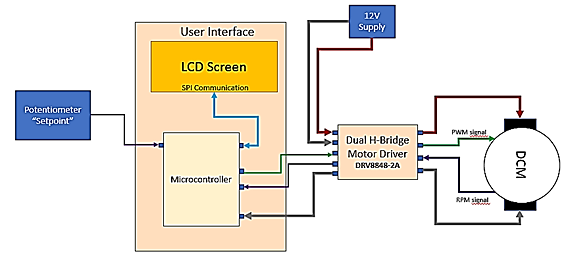 User Interface
12V
Supply
LCD Screen
SPI Communication
Potentiometer
“Setpoint”
Dual H-Bridge
Motor Driver
DRV8848-2A
PWM signal
DCM
Microcontroller
RPM signal